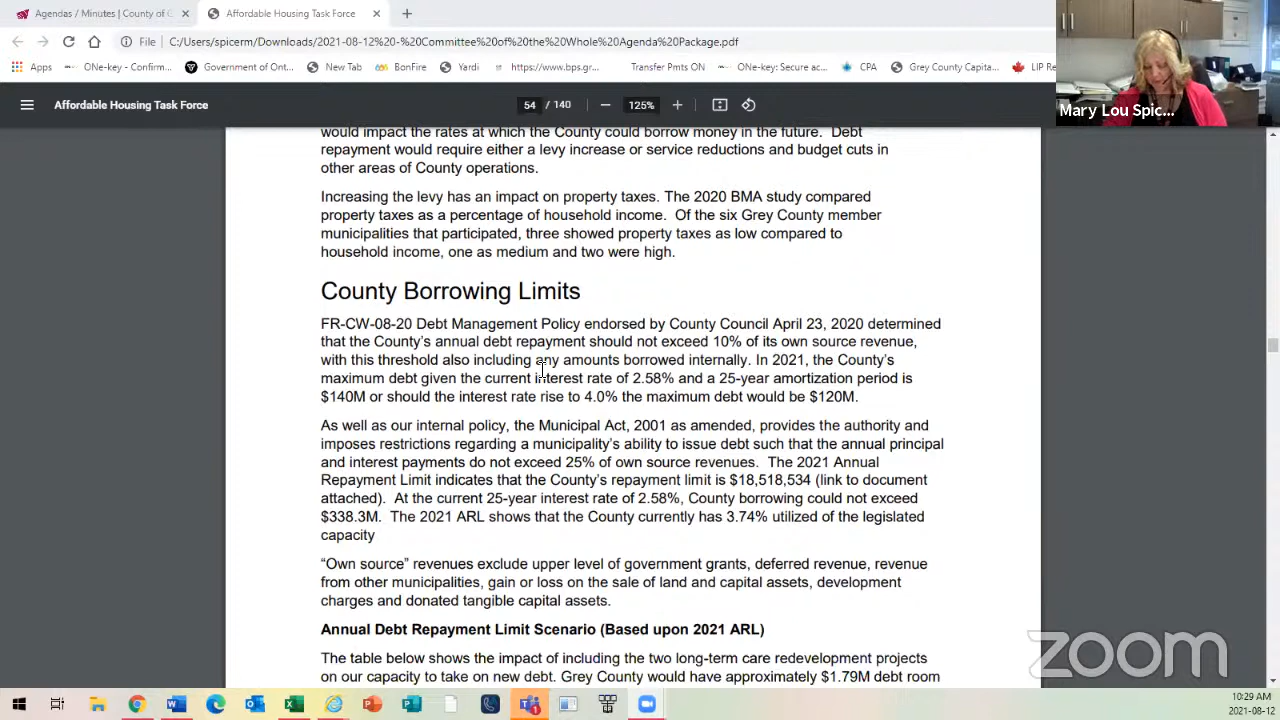 Agendas / Minutes | County of G
Affordable Housing Task Force
File
C:/Users/spicerm/Downloads/2021-08-12%20-%20Committee%20of%20the%20Whole%20Agenda%20Package.pdf
Apps
ONe-key - Confirm...
Government of Ont...
New Tab
BonFire
Yardi
https://www.bps.gr...
Transfer Pmts ON
ONe-key: Secure ac...
CPA
Grey County Capita...
LIP Re
Mary Lou Spic...
Affordable Housing Task Force
54 / 140
125%
would impact the rates at which the County could borrow money in the future. Debt
repayment would require either a levy increase or service reductions and budget cuts in
other areas of County operations.
Increasing the levy has an impact on property taxes. The 2020 BMA study compared
property taxes as a percentage of household income. Of the six Grey County member
municipalities that participated, three showed property taxes as low compared to
household income, one as medium and two were high.
County Borrowing Limits
FR-CW-08-20 Debt Management Policy endorsed by County Council April 23, 2020 determined
that the County's annual debt repayment should not exceed 10% of its own source revenue,
with this threshold also including any amounts borrowed internally. In 2021, the County's
maximum debt given the current interest rate of 2.58% and a 25-year amortization period is
$140M or should the interest rate rise to 4.0% the maximum debt would be $120M.
As well as our internal policy, the Municipal Act, 2001 as amended, provides the authority and
imposes restrictions regarding a municipality's ability to issue debt such that the annual principal
and interest payments do not exceed 25% of own source revenues. The 2021 Annual
Repayment Limit indicates that the County's repayment limit is $18,518,534 (link to document
attached). At the current 25-year interest rate of 2.58%, County borrowing could not exceed
$338.3M. The 2021 ARL shows that the County currently has 3.74% utilized of the legislated
capacity
“Own source” revenues exclude upper level of government grants, deferred revenue, revenue
from other municipalities, gain or loss on the sale of land and capital assets, development
charges and donated tangible capital assets.
Annual Debt Repayment Limit Scenario (Based upon 2021 ARL)
The table below shows the impact of including the two long-term care redevelopment projects
on our capacity to take on new debt. Grey County would have approximately $1.79M debt room
zoom
10:29 AM
2021-08-12